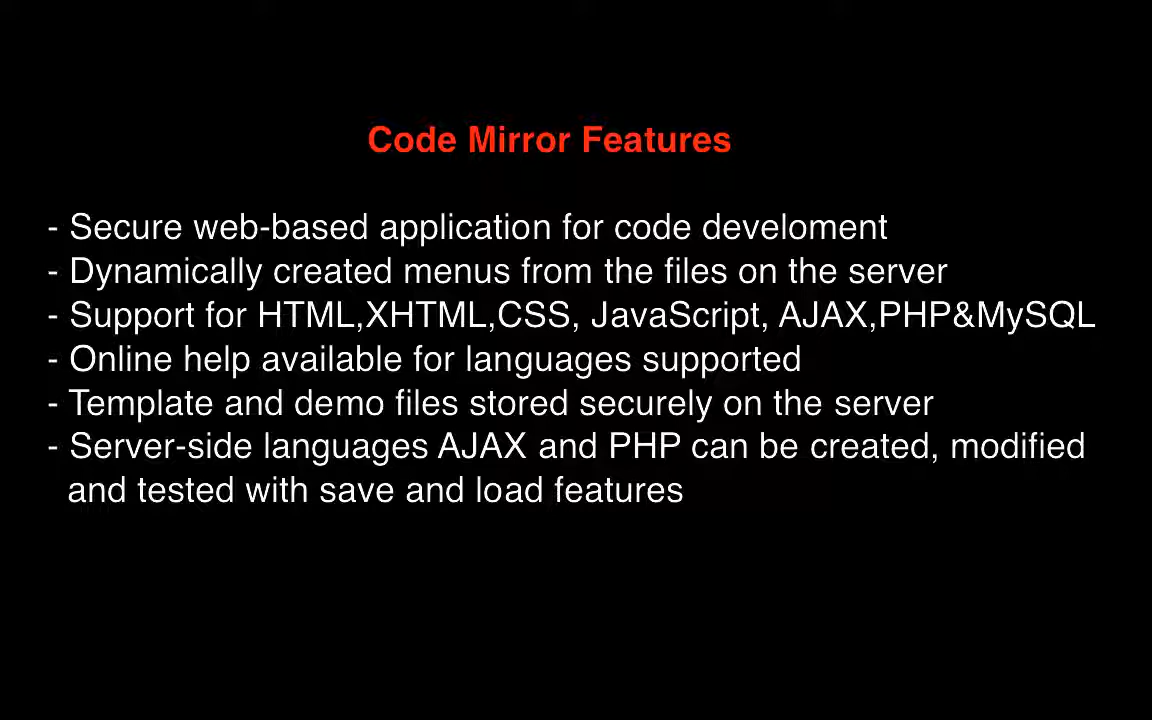 Code Mirror Features
- Secure web-based application for code develoment
- Dynamically created menus from the files on the server
- Support for HTML,XHTML,CSS, JavaScript, AJAX,PHP&MySQL
- Online help available for languages supported
- Template and demo files stored securely on the server
- Server-side languages AJAX and PHP can be created, modified
and tested with save and load features